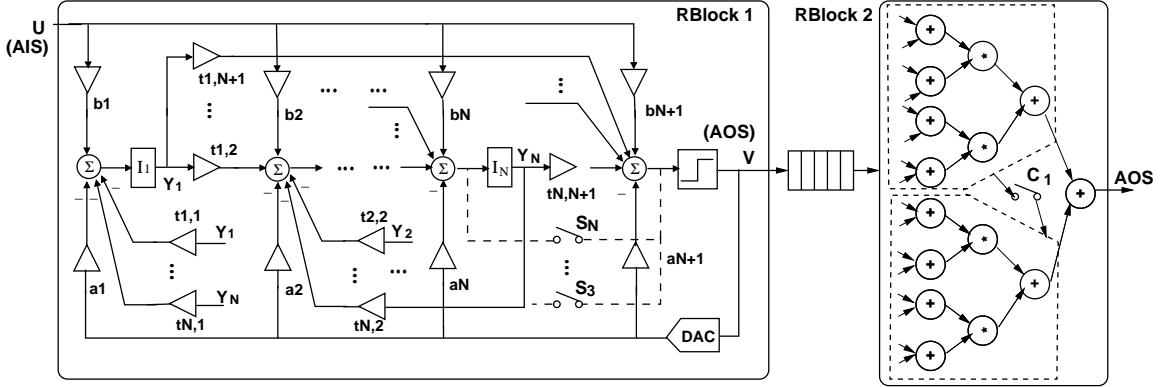 U
(AIS)
RBlock 1
RBlock 2
b1
t1,N+1
b2
bN
bN+1
(AOS)
V
Σ
I1
Y1
t1,2
Σ
Σ
IN
YN
tN,N+1
Σ
t1,1
Y1
t2,2
Y2
SN
a1
YN
tN,1
a2
tN,2
aN
S3
aN+1
DAC
+
+
+
+
*
*
+
C1
+
AOS
+
+
+
+
*
*
+